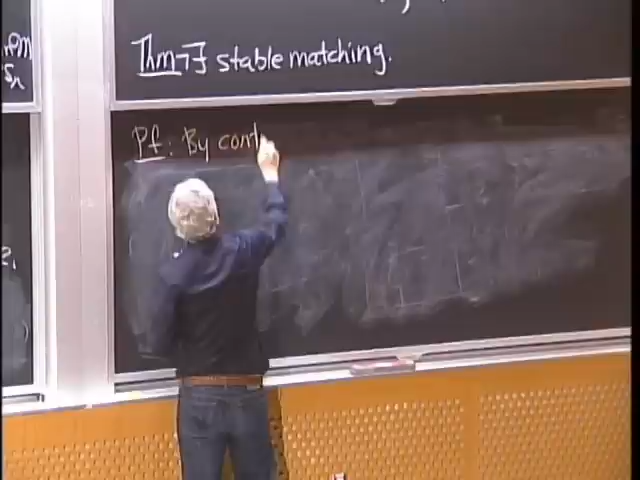 Thm ¬∃ stable matching.
Pf: By cont